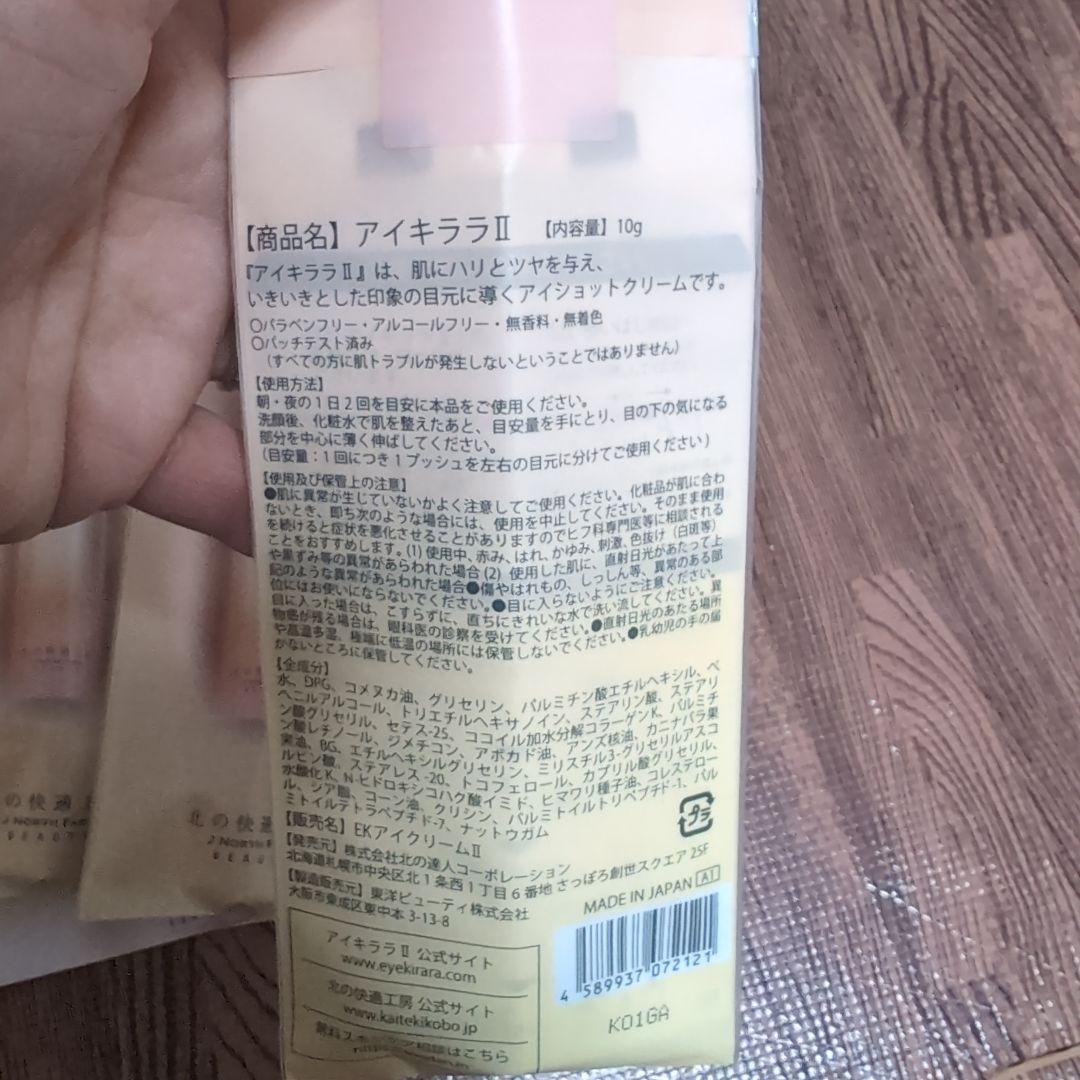 【商品名】アイキララⅡ 【内容量】10g
『アイキララⅡ』は、肌にハリとツヤを与え、
いきいきとした印象の目元に導くアイショットクリームです。
○パラベンフリー・アルコールフリー・無香料・無着色
○パッチテスト済み
(すべての方に肌トラブルが発生しないということではありません)
【使用方法】
朝・夜の1日2回を目安に本品をご使用ください。
洗顔後、化粧水で肌を整えたあと、目安量を手にとり、目の下の気になる
部分を中心に薄く伸ばしてください。
(目安量:1回につき1プッシュを左右の目元に分けてご使用ください)
【使用及び保管上の注意】
●肌に異常が生じていないかよく注意してご使用ください。化粧品が肌に合わ
ないとき、即ち次のような場合には、使用を中止してください。そのまま使用
を続けると症状を悪化させることがありますのでヒフ科専門医等に相談される
ことをおすすめします。(1) 使用中、赤み、はれ、かゆみ、刺激、色抜け(白斑等)
や黒ずみ等の異常があらわれた場合 (2) 使用した肌に、直射日光があたって上
記のような異常があらわれた場合●傷やはれもの、しっしん等、異常のある部
位にはお使いにならないでください。●目に入らないようにご注意ください。
目に入った場合は、こすらずに、直ちにきれいな水で洗い流してください。異
物感が残る場合は、眼科医の診察を受けてください。●直射日光のあたる場所
や高温多湿、極端に低温の場所には保管しないでください。●乳幼児の手の届
かないところに保管してください。
【全成分】
水、DPG、コメヌカ油、グリセリン、パルミチン酸エチルヘキシル、ペ
ヘニルアルコール、トリエチルヘキサノイン、ステアリン酸、ステアリ
ン酸グリセリル、セテス-25、ココイル加水分解コラーゲンK、パルミチ
ン酸レチノール、ジメチコン、アボカド油、アンズ核油、カニナバラ果
実油、BG、エチルヘキシルグリセリン、ミリスチル3-グリセリルアスコ
ルビン酸、ステアレス-20、トコフェロール、カプリル酸グリセリル、
水酸化K、N-ヒドロキシコハク酸イミド、ヒマワリ種子油、コレステロー
ル、シア脂、コーン油、クリシン、パルミトイルトリペプチド-1、パル
ミトイルテトラペプチド-7、ナットウガム
【販売名】EKアイクリームⅡ
プラ
【発売元】株式会社北の達人コーポレーション
北海道札幌市中央区北1条西1丁目6番地 さっぽろ創世スクエア 25F
【製造販売元】東洋ビューティ株式会社
大阪市東成区東中本 3-13-8
MADE IN JAPAN A1
アイキララⅡ 公式サイト
www.eyekirara.com
北の快適工房 公式サイト
www.kaitekikobo.jp
はこちら
4 589937 072121
K01GA
の快適
J NORTH
BEAU
北の快適
J NORTH
BEAU